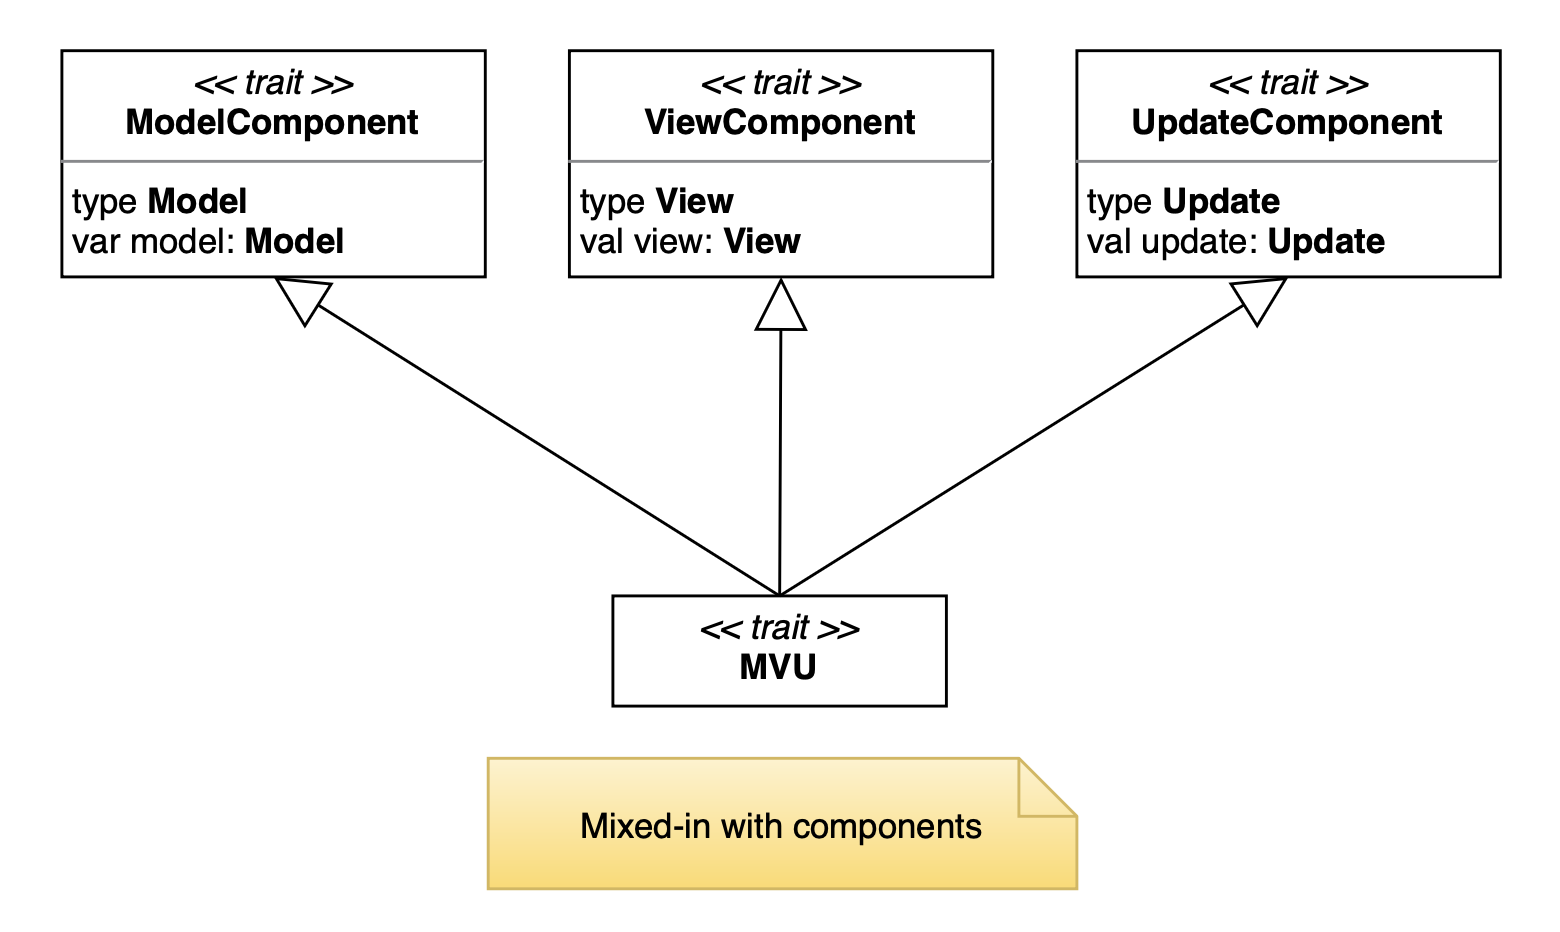 << trait >>
ModelComponent
type Model
var model: Model
<< trait >>
ViewComponent
type View
val view: View
<< trait >>
UpdateComponent
type Update
val update: Update
<< trait >>
MVU
Mixed-in with components